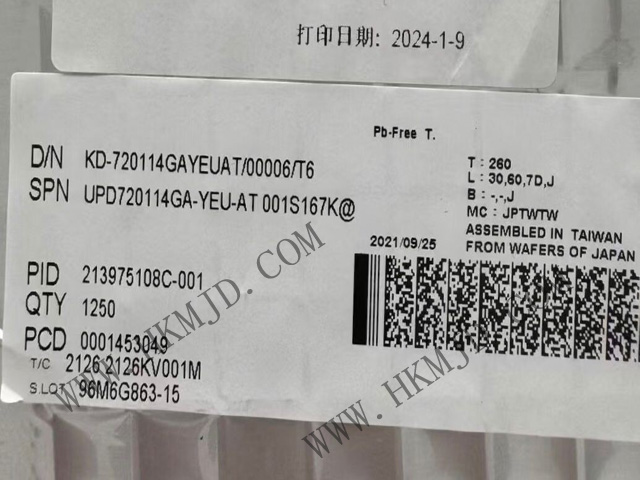 打印日期: 2024-1-9
D/N KD-720114GAYEUAT/00006/T6
SPN UPD720114GA-YEU-AT 001S167K@
Pb-Free T.
T : 260
L : 30,60,7D,J
B : -,-,J
MC : JPTWTW
ASSEMBLED IN TAIWAN
FROM WAFERS OF JAPAN
2021/09/25
PID 213975108C-001
QTY 1250
PCD 0001453049
T/C 2126 2126KV001M
S.LOT 96M6G863-15
WWW.HKMJD.COM
WWW.HKMJD.COM